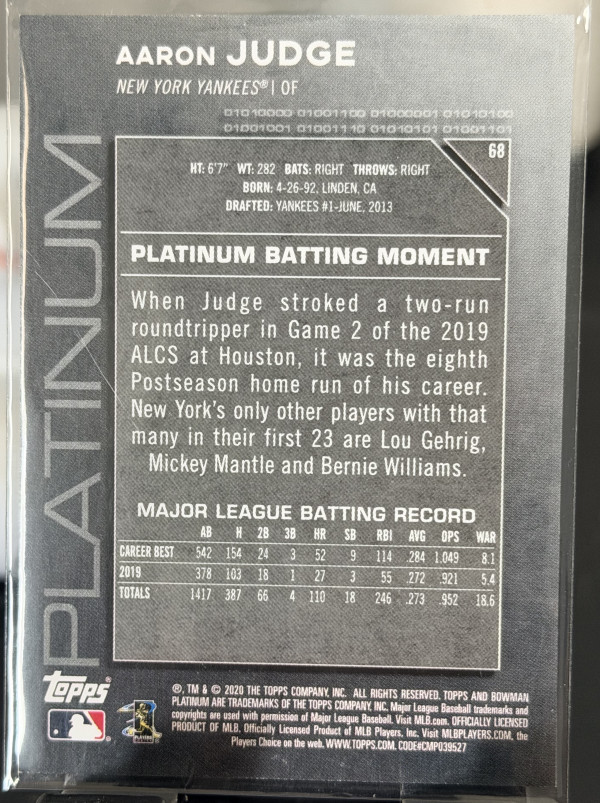 AARON JUDGE
NEW YORK YANKEES® | OF
01010000 01001100 01000001 01010100
01001001 01001110 01010101 01001101
68
HT: 6'7" WT: 282 BATS: RIGHT THROWS: RIGHT
BORN: 4-26-92, LINDEN, CA
DRAFTED: YANKEES #1-JUNE, 2013
PLATINUM
PLATINUM BATTING MOMENT
When Judge stroked a two-run
roundtripper in Game 2 of the 2019
ALCS at Houston, it was the eighth
Postseason home run of his career.
New York's only other players with that
many in their first 23 are Lou Gehrig,
Mickey Mantle and Bernie Williams.
MAJOR LEAGUE BATTING RECORD
AB H 2B 3B HR SB RBI AVG OPS WAR
CAREER BEST 542 154 24 3 52 9 114 .284 1.049 8.1
2019 378 103 18 1 27 3 55 .272 .921 5.4
TOTALS 1417 387 66 4 110 18 246 .273 .952 18.6
Topps
®, TM & © 2020 THE TOPPS COMPANY, INC. ALL RIGHTS RESERVED. TOPPS AND BOWMAN
PLATINUM ARE TRADEMARKS OF THE TOPPS COMPANY, INC. Major League Baseball trademarks and
copyrights are used with permission of Major League Baseball. Visit MLB.com. OFFICIALLY LICENSED
PRODUCT OF MLB. Officially Licensed Product of MLB Players, Inc. Visit MLBPLAYERS.COM, the
Players Choice on the web. WWW.TOPPS.COM. CODE#CMP039527